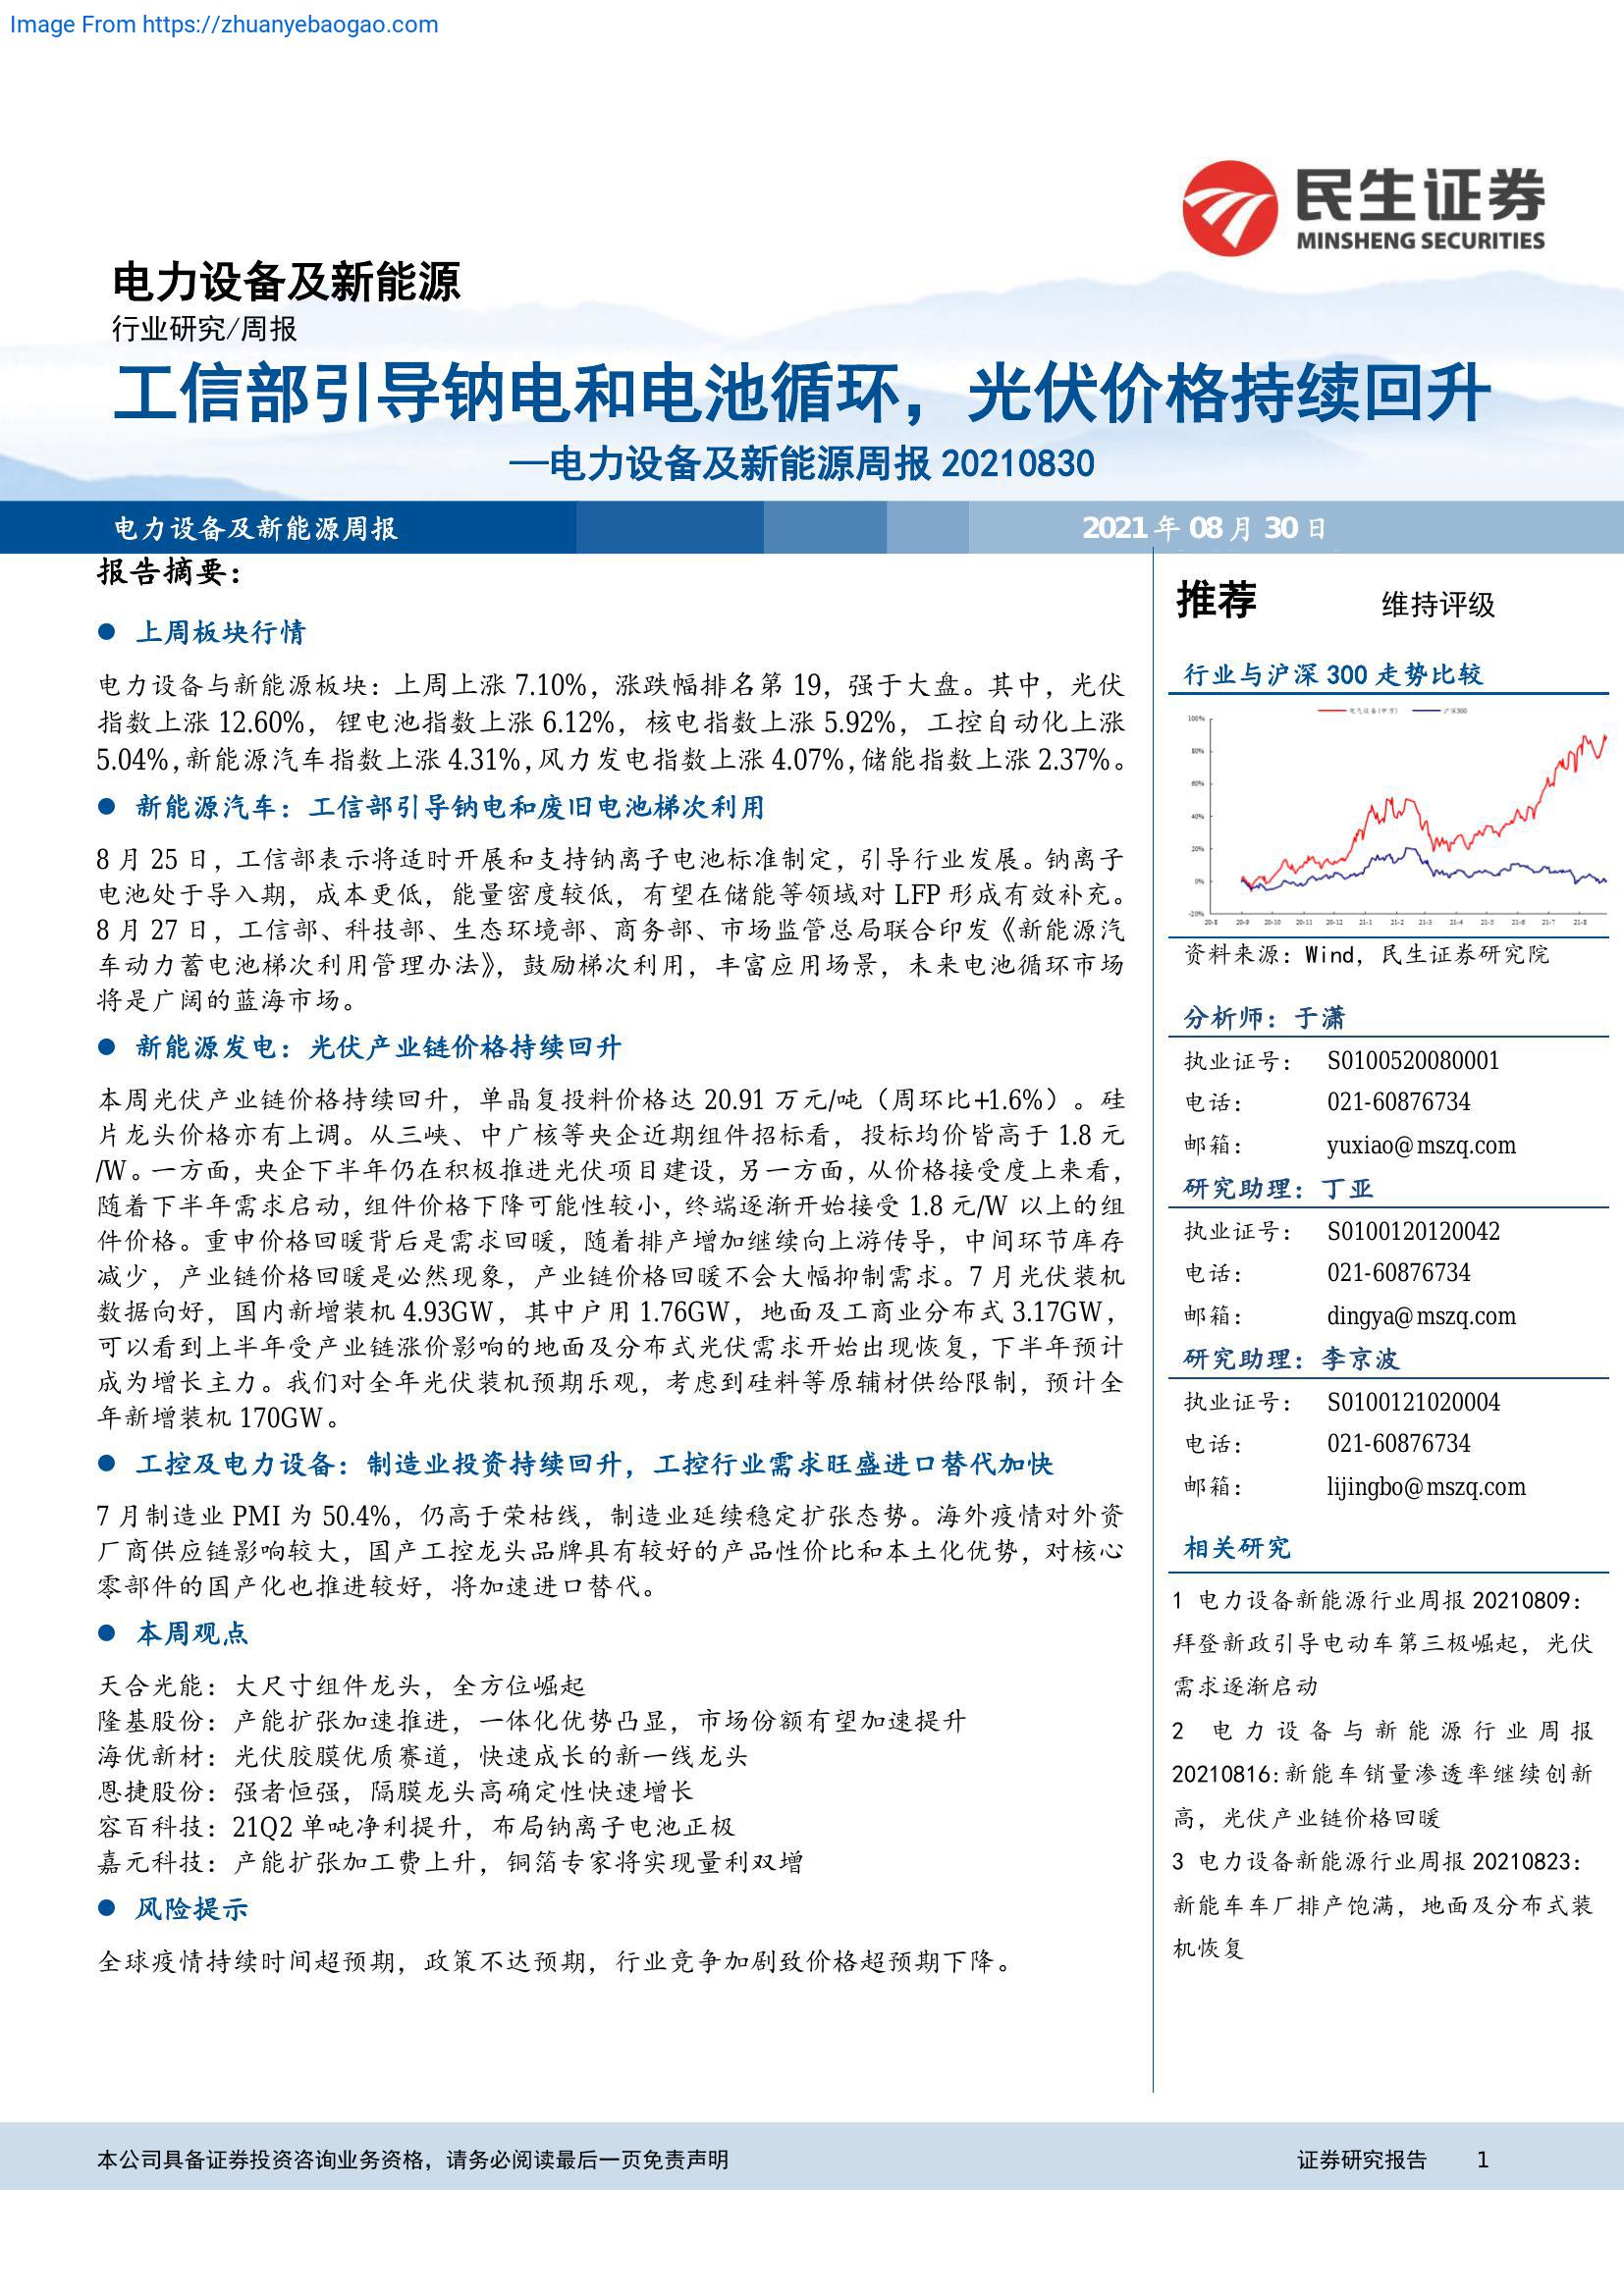 Image From https://zhuanyebaogao.com
民生证券
MINSHENG SECURITIES
电力设备及新能源
行业研究/周报
工信部引导钠电和电池循环，光伏价格持续回升
—电力设备及新能源周报 20210830
电力设备及新能源周报
2021 年 08 月 30 日
报告摘要：
● 上周板块行情
电力设备与新能源板块：上周上涨 7.10%，涨跌幅排名第 19，强于大盘。其中，光伏
指数上涨 12.60%，锂电池指数上涨 6.12%，核电指数上涨 5.92%，工控自动化上涨
5.04%，新能源汽车指数上涨 4.31%，风力发电指数上涨 4.07%，储能指数上涨 2.37%。
● 新能源汽车：工信部引导钠电和废旧电池梯次利用
8 月 25 日，工信部表示将适时开展和支持钠离子电池标准制定，引导行业发展。钠离子
电池处于导入期，成本更低，能量密度较低，有望在储能等领域对 LFP 形成有效补充。
8 月 27 日，工信部、科技部、生态环境部、商务部、市场监管总局联合印发《新能源汽
车动力蓄电池梯次利用管理办法》，鼓励梯次利用，丰富应用场景，未来电池循环市场
将是广阔的蓝海市场。
● 新能源发电：光伏产业链价格持续回升
本周光伏产业链价格持续回升，单晶复投料价格达 20.91 万元/吨（周环比+1.6%）。硅
片龙头价格亦有上调。从三峡、中广核等央企近期组件招标看，投标均价皆高于 1.8 元
/W。一方面，央企下半年仍在积极推进光伏项目建设，另一方面，从价格接受度上来看，
随着下半年需求启动，组件价格下降可能性较小，终端逐渐开始接受 1.8 元/W 以上的组
件价格。重申价格回暖背后是需求回暖，随着排产增加继续向上游传导，中间环节库存
减少，产业链价格回暖是必然现象，产业链价格回暖不会大幅抑制需求。7 月光伏装机
数据向好，国内新增装机 4.93GW，其中户用 1.76GW，地面及工商业分布式 3.17GW，
可以看到上半年受产业链涨价影响的地面及分布式光伏需求开始出现恢复，下半年预计
成为增长主力。我们对全年光伏装机预期乐观，考虑到硅料等原辅材供给限制，预计全
年新增装机 170GW。
● 工控及电力设备：制造业投资持续回升，工控行业需求旺盛进口替代加快
7 月制造业 PMI 为 50.4%，仍高于荣枯线，制造业延续稳定扩张态势。海外疫情对外资
厂商供应链影响较大，国产工控龙头品牌具有较好的产品性价比和本土化优势，对核心
零部件的国产化也推进较好，将加速进口替代。
● 本周观点
天合光能：大尺寸组件龙头，全方位崛起
隆基股份：产能扩张加速推进，一体化优势凸显，市场份额有望加速提升
海优新材：光伏胶膜优质赛道，快速成长的新一线龙头
恩捷股份：强者恒强，隔膜龙头高确定性快速增长
容百科技：21Q2 单吨净利提升，布局钠离子电池正极
嘉元科技：产能扩张加工费上升，铜箔专家将实现量利双增
● 风险提示
全球疫情持续时间超预期，政策不达预期，行业竞争加剧致价格超预期下降。
推荐 维持评级
行业与沪深 300 走势比较
电气设备(申万) 沪深300
100%
80%
60%
40%
20%
0%
-20%
20-8 20-9 20-10 20-11 20-12 21-1 21-2 21-3 21-4 21-5 21-6 21-7 21-8
资料来源：Wind，民生证券研究院
分析师：于潇
执业证号： S0100520080001
电话： 021-60876734
邮箱： yuxiao@mszq.com
研究助理：丁亚
执业证号： S0100120120042
电话： 021-60876734
邮箱： dingya@mszq.com
研究助理：李京波
执业证号： S0100121020004
电话： 021-60876734
邮箱： lijingbo@mszq.com
相关研究
1 电力设备新能源行业周报 20210809：
拜登新政引导电动车第三极崛起，光伏
需求逐渐启动
2 电力设备与新能源行业周报
20210816:新能车销量渗透率继续创新
高，光伏产业链价格回暖
3 电力设备新能源行业周报 20210823：
新能车车厂排产饱满，地面及分布式装
机恢复
本公司具备证券投资咨询业务资格，请务必阅读最后一页免责声明
证券研究报告 1